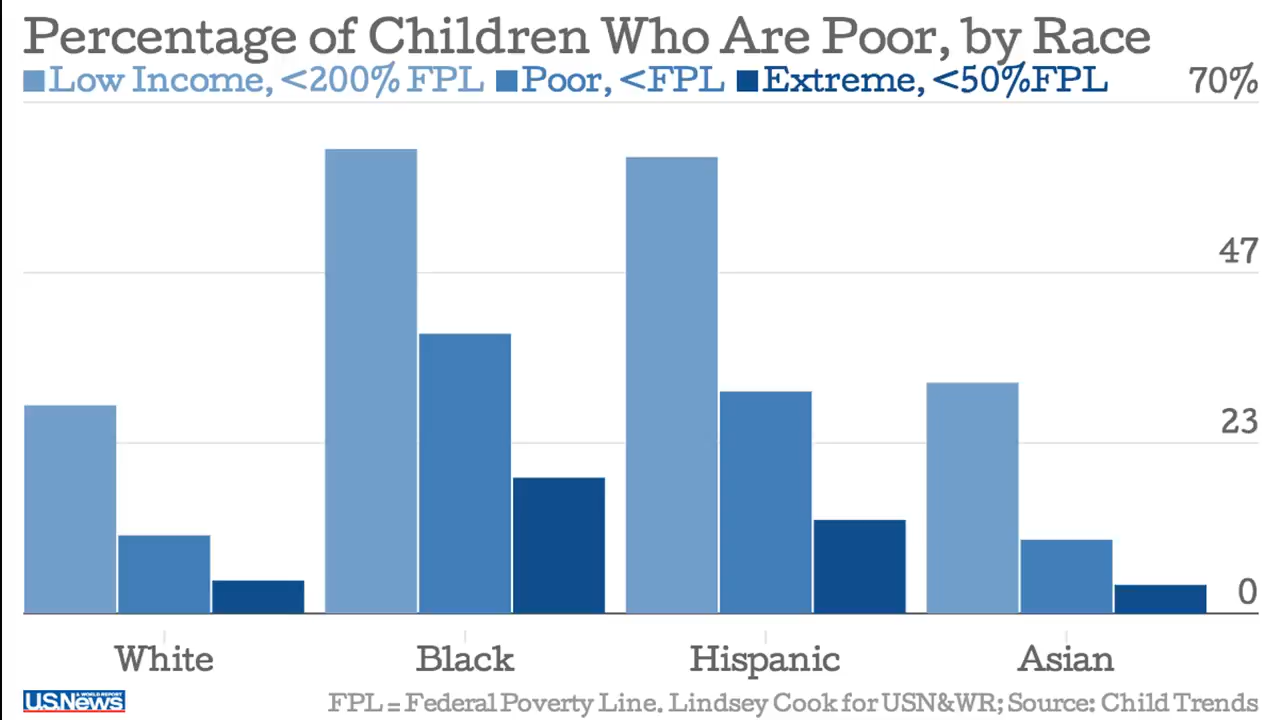 Percentage of Children Who Are Poor, by Race
Low Income, <200% FPL Poor, <FPL Extreme, <50%FPL 70%
47
23
0
White Black Hispanic Asian
U.S.News & WORLD REPORT FPL = Federal Poverty Line. Lindsey Cook for USN&WR; Source: Child Trends